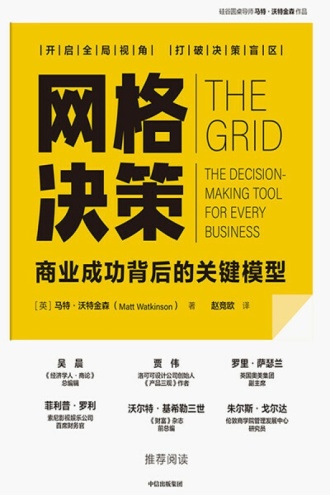 硅谷国桌导师马特·沃特金森 作品
开启全局视角 打破决策盲区
网格
决策
THE
GRID
THE DECISION-
MAKING TOOL
FOR EVERY
BUSINESS
商业成功背后的关键模型
[英] 马特·沃特金森（Matt Watkinson） 著 赵竞欧 译
吴 晨
《经济学人·商论》
总编辑
贾 伟
洛可可设计公司创始人
《产品三观》作者
罗里·萨瑟兰
英国奥美集团
副主席
菲利普·罗利
索尼影视娱乐公司
首席财务官
沃尔特·基希勒三世
《财富》杂志
前总编
朱尔斯·戈尔达
伦敦商学院管理发展中心
研究员
推荐阅读
中信出版集团